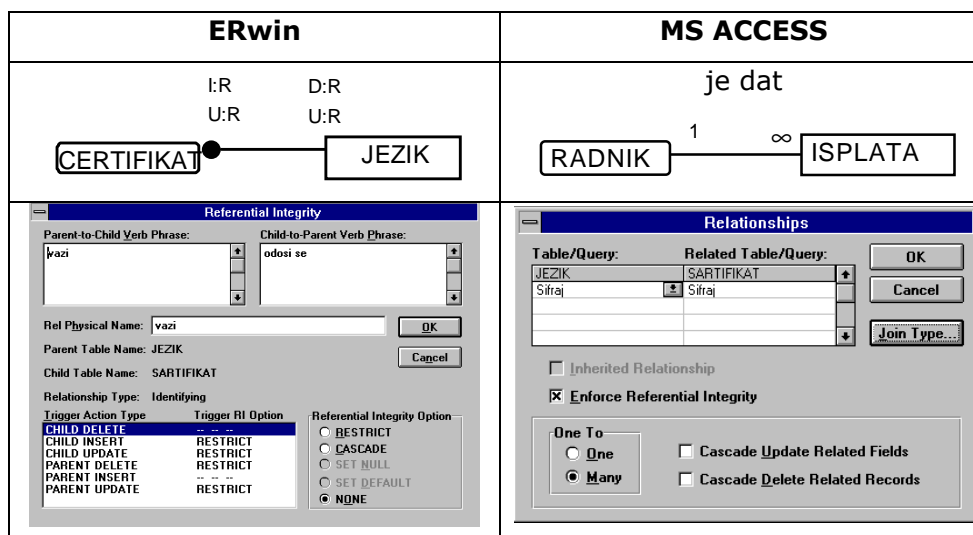 ERwin
MS ACCESS
I:R D:R
U:R U:R
CERTIFIKAT
JEZIK
je dat
1 ∞
RADNIK
ISPLATA
Referential Integrity
Parent-to-Child Verb Phrase: Child-to-Parent Verb Phrase:
vazi odosi se
Rel Physical Name: vazi OK
Parent Table Name: JEZIK Cancel
Child Table Name: SARTIFIKAT
Relationship Type: Identifying
Trigger Action Type Trigger RI Option Referential Integrity Option
CHILD DELETE -- -- -- RESTRICT
CHILD INSERT RESTRICT CASCADE
CHILD UPDATE RESTRICT
PARENT DELETE RESTRICT SET NULL
PARENT INSERT -- -- -- SET DEFAULT
PARENT UPDATE RESTRICT NONE
Relationships
Table/Query: Related Table/Query: OK
JEZIK SARTIFIKAT
Sifraj Sifraj Cancel
Join Type...
Inherited Relationship
Enforce Referential Integrity
One To
One Cascade Update Related Fields
Many Cascade Delete Related Records